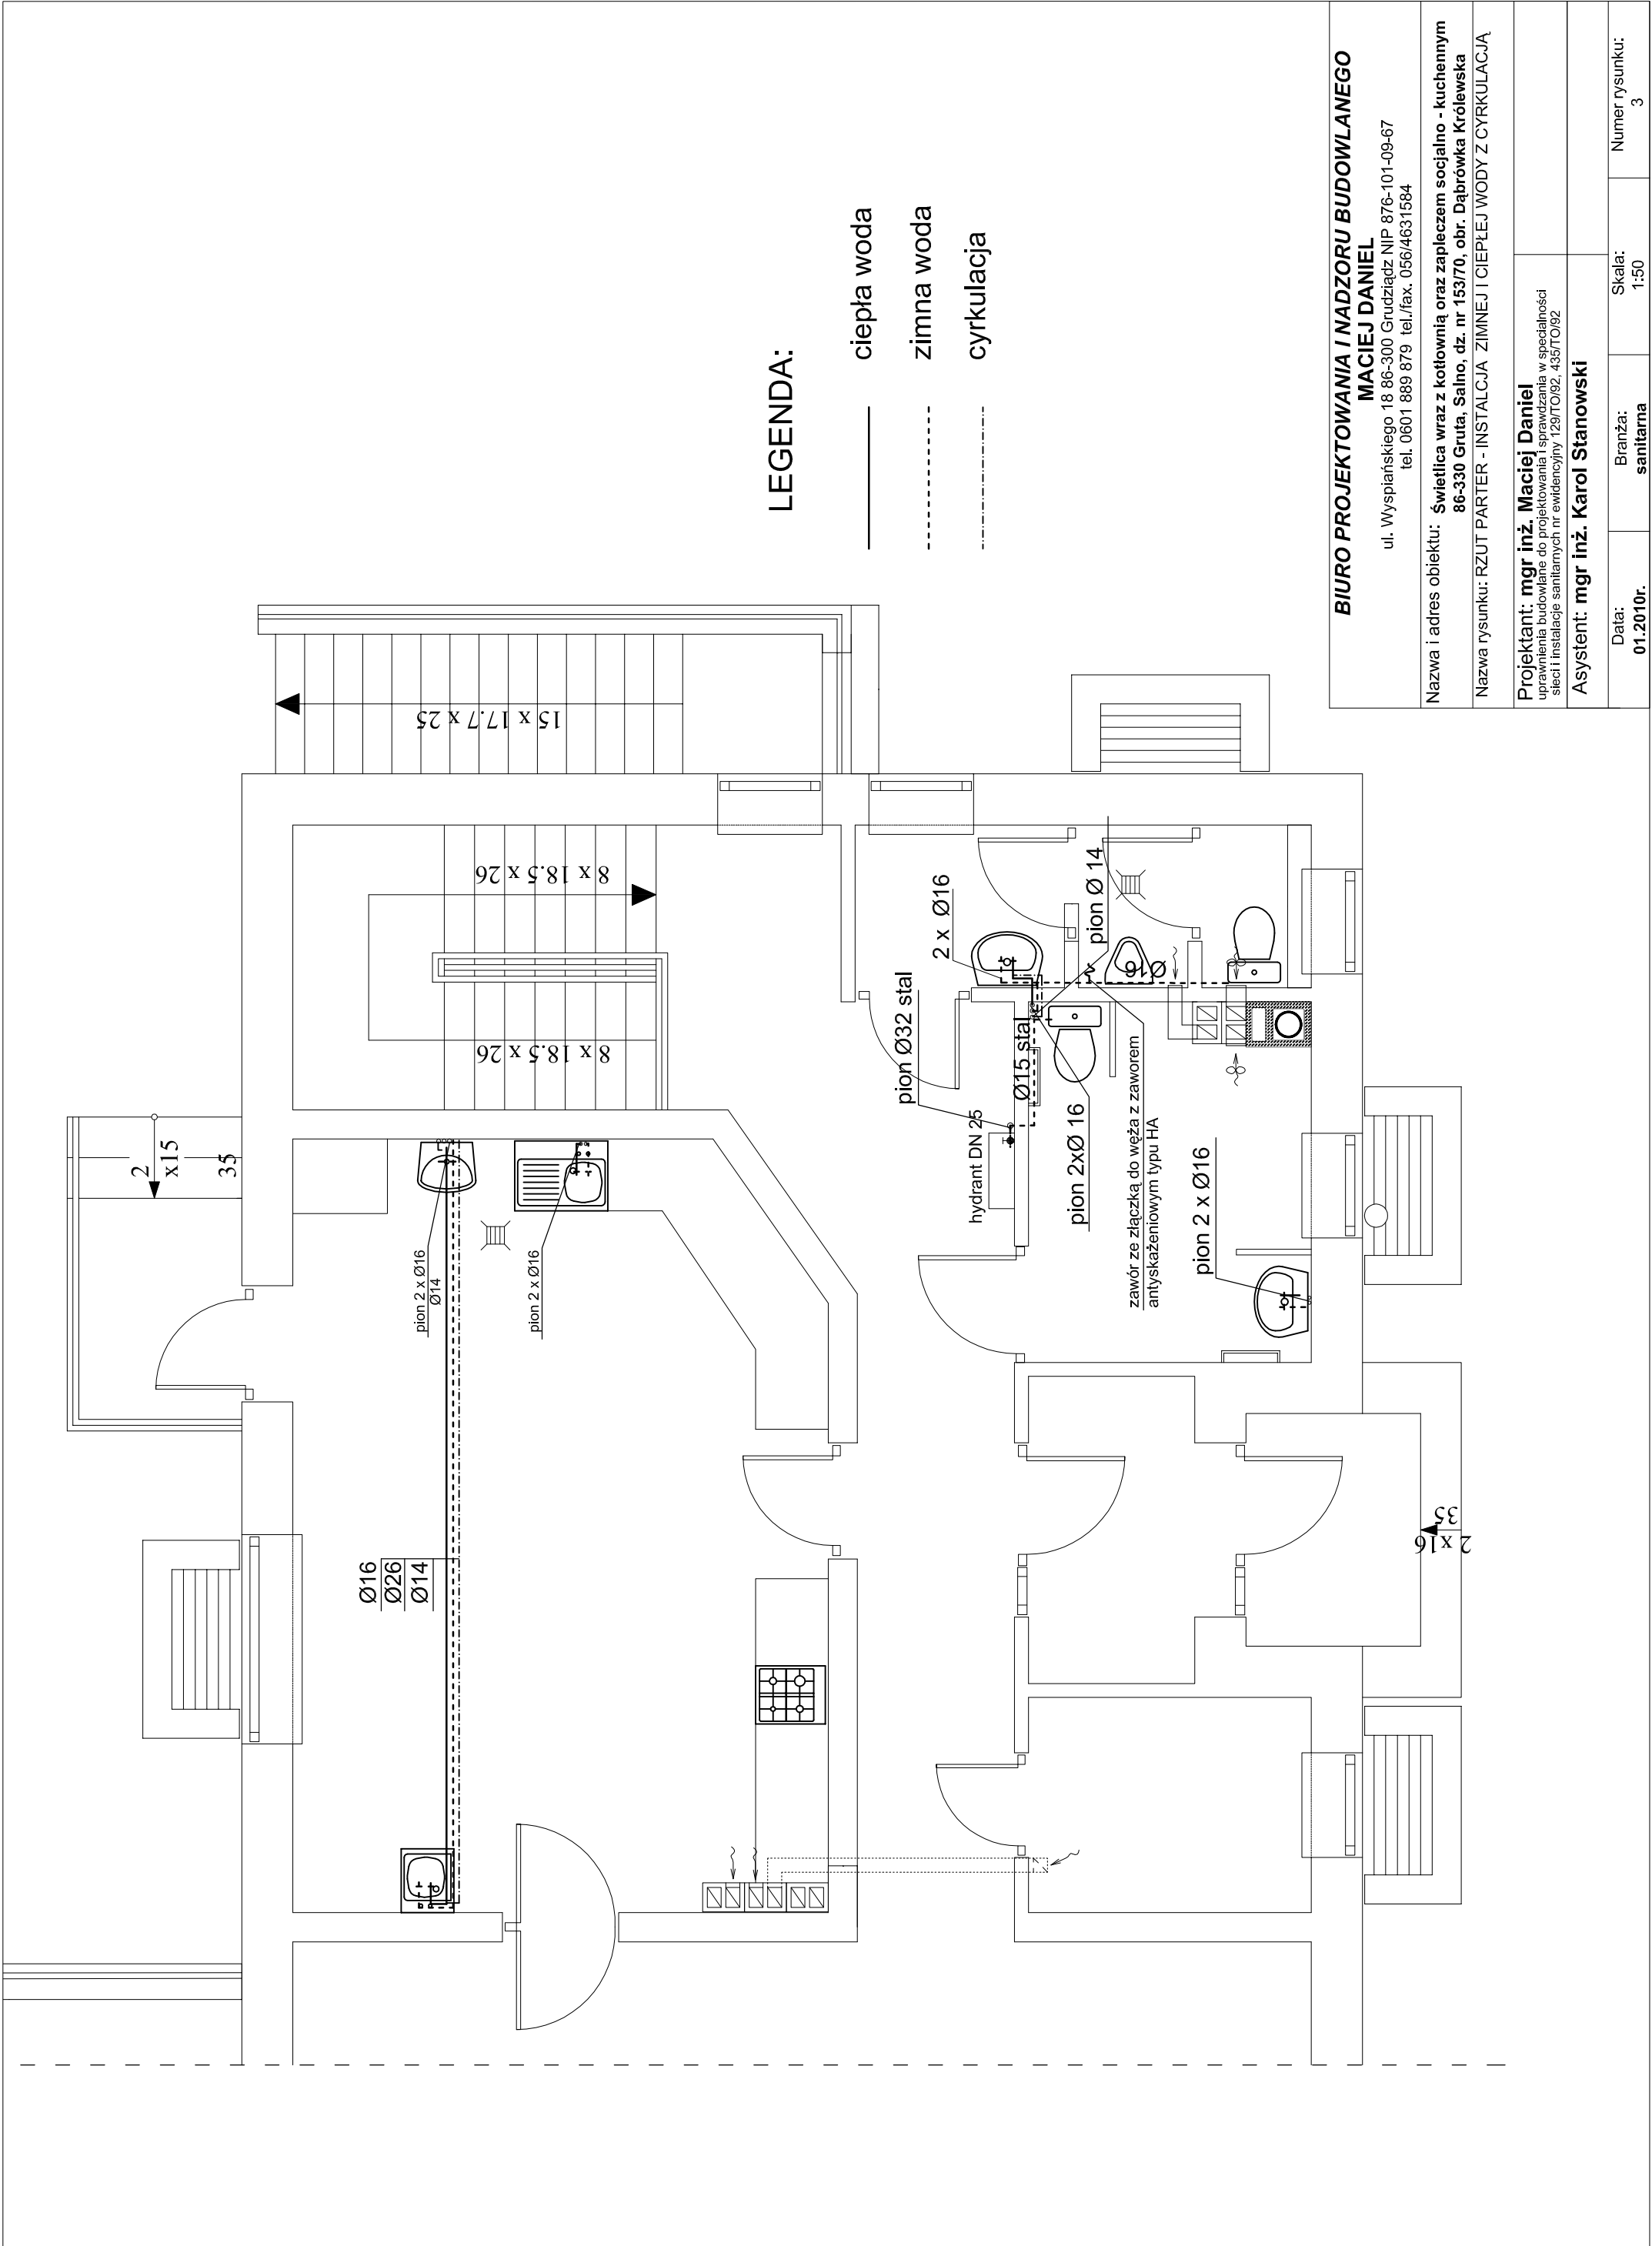 2
x15
35
15 x 17.7 x 25
8 x 18.5 x 26
8 x 18.5 x 26
pion 2 x Ø16
Ø14
pion 2 x Ø16
Ø16
Ø26
Ø14
pion Ø32 stal
2 x Ø16
pion Ø 14
Ø16
Ø15 stal
hydrant DN 25
pion 2xØ 16
zawór ze złączką do węża z zaworem
antyskażeniowym typu HA
pion 2 x Ø16
2 x16
35
LEGENDA:
ciepła woda
zimna woda
cyrkulacja
BIURO PROJEKTOWANIA I NADZORU BUDOWLANEGO
MACIEJ DANIEL
ul. Wyspiańskiego 18 86-300 Grudziądz NIP 876-101-09-67
tel. 0601 889 879 tel./fax. 056/4631584
Nazwa i adres obiektu: Świetlica wraz z kotłownią oraz zapleczem socjalno - kuchennym
86-330 Gruta, Salno, dz. nr 153/70, obr. Dąbrówka Królewska
Nazwa rysunku: RZUT PARTER - INSTALCJA ZIMNEJ I CIEPŁEJ WODY Z CYRKULACJĄ
Projektant: mgr inż. Maciej Daniel
uprawnienia budowlane do projektowania i sprawdzania w specjalności
sieci i instalacje sanitarnych nr ewidencyjny 129/TO/92, 435/TO/92
Asystent: mgr inż. Karol Stanowski
Data:
01.2010r.
Branża:
sanitarna
Skala:
1:50
Numer rysunku:
3